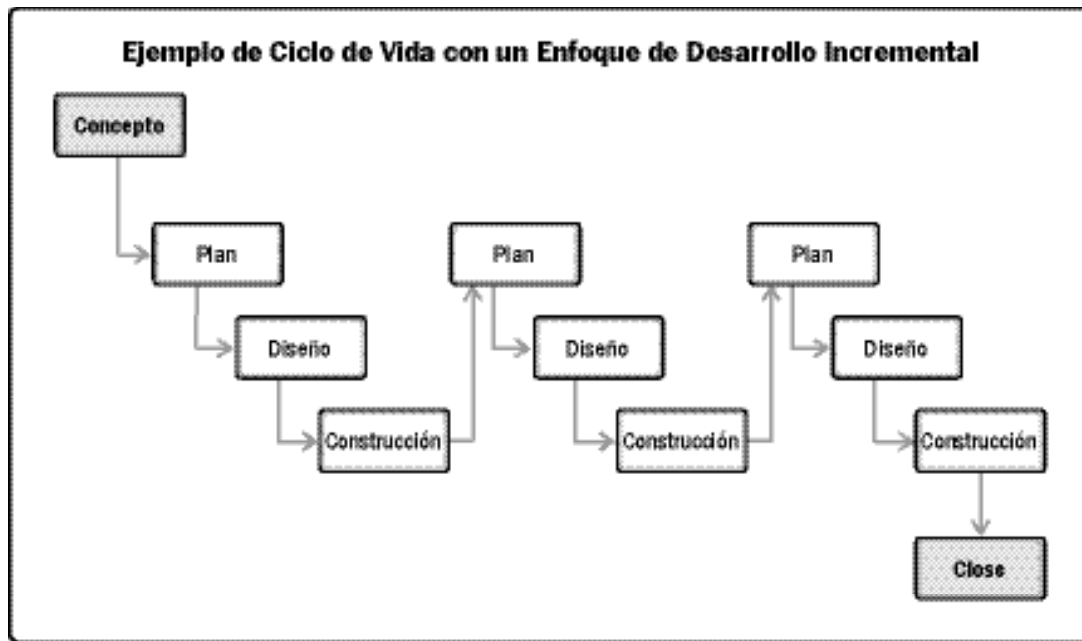 Ejemplo de Ciclo de Vida con un Enfoque de Desarrollo Incremental
Concepto
Plan
Plan
Plan
Diseño
Diseño
Diseño
Construcción
Construcción
Construcción
Close